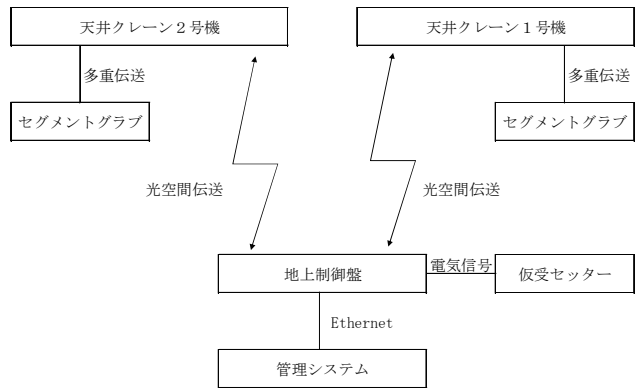 天井クレーン２号機
天井クレーン１号機
多重伝送
多重伝送
セグメントグラブ
セグメントグラブ
光空間伝送
光空間伝送
地上制御盤
電気信号
仮受セッター
Ethernet
管理システム